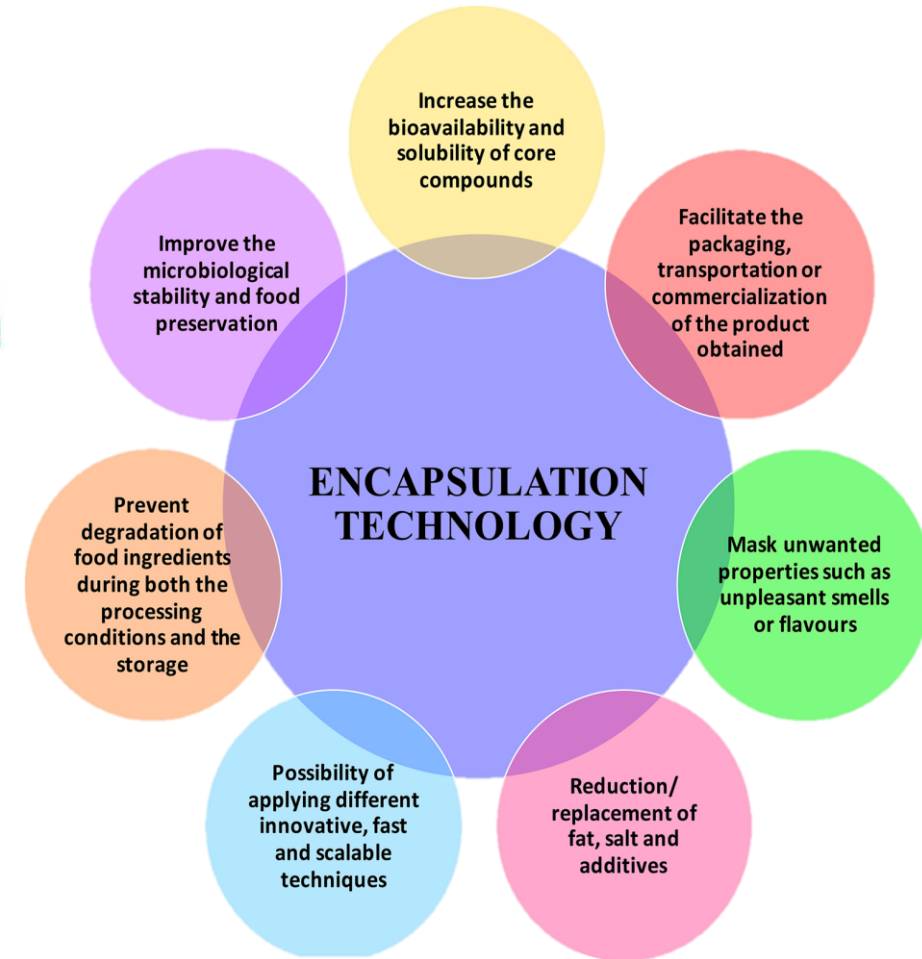 Increase the
bioavailability and
solubility of core
compounds
Facilitate the
packaging,
transportation or
commercialization
of the product
obtained
Mask unwanted
properties such as
unpleasant smells
or flavours
Reduction/
replacement of
fat, salt and
additives
Possibility of
applying different
innovative, fast
and scalable
techniques
Prevent
degradation of
food ingredients
during both the
processing
conditions and the
storage
Improve the
microbiological
stability and food
preservation
ENCAPSULATION
TECHNOLOGY